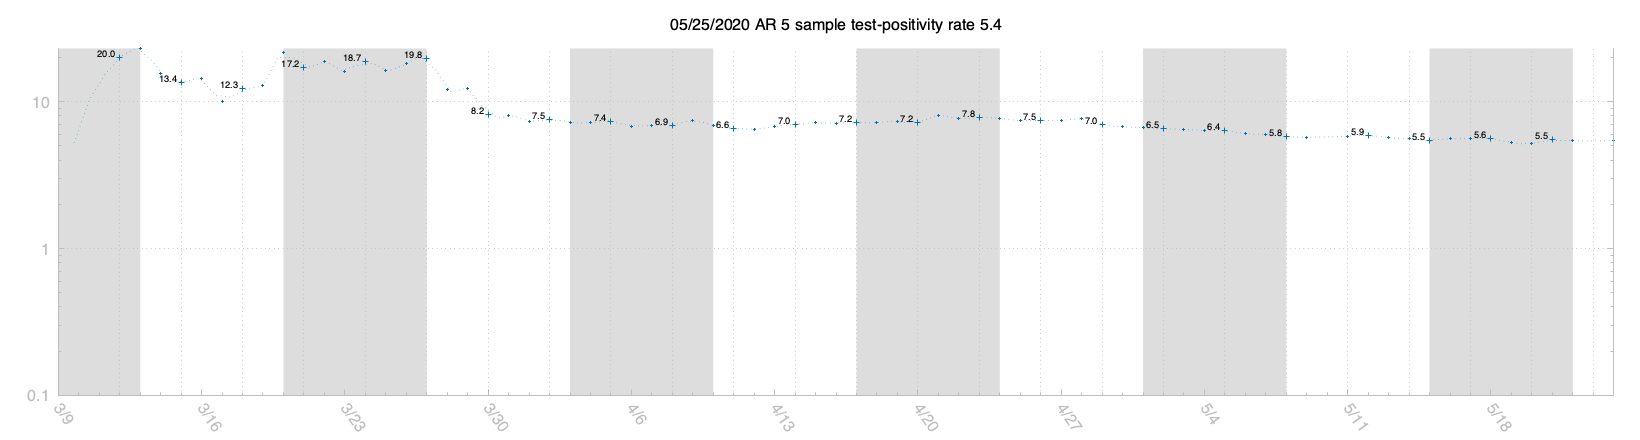 05/25/2020 AR 5 sample test-positivity rate 5.4
20.0 13.4 12.3 17.2 18.7 19.8 8.2 7.5 7.4 6.9 6.6 7.0 7.2 7.2 7.8 7.5 7.0 6.5 6.4 5.8 5.9 5.5 5.6 5.5
10
1
0.1
3/9 3/16 3/23 3/30 4/6 4/13 4/20 4/27 5/4 5/11 5/18